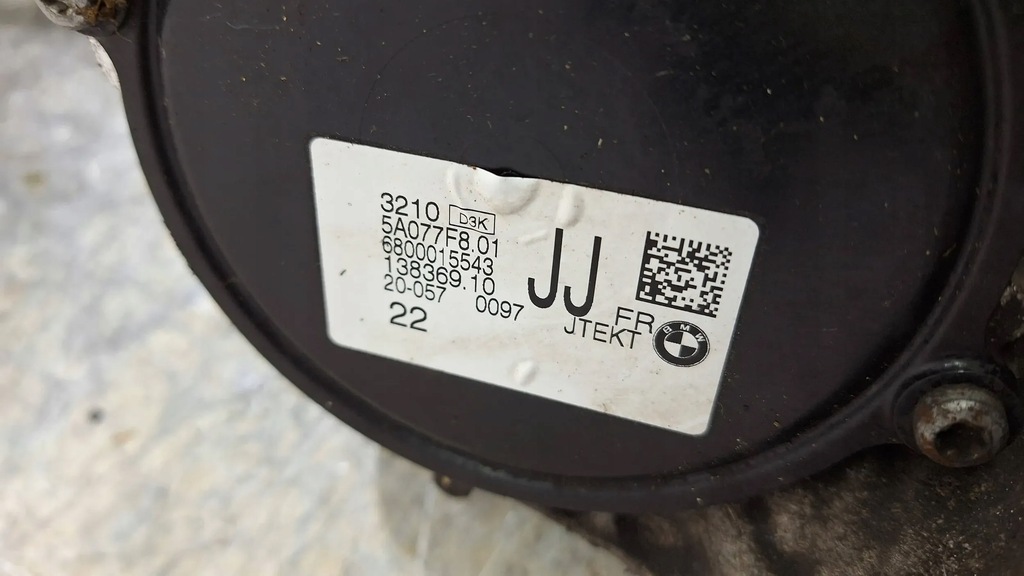 3210 D3K
5A077F8.01
6800015543
138369.10
20-057 0097
22
JJ
FR
JTEKT
BMW